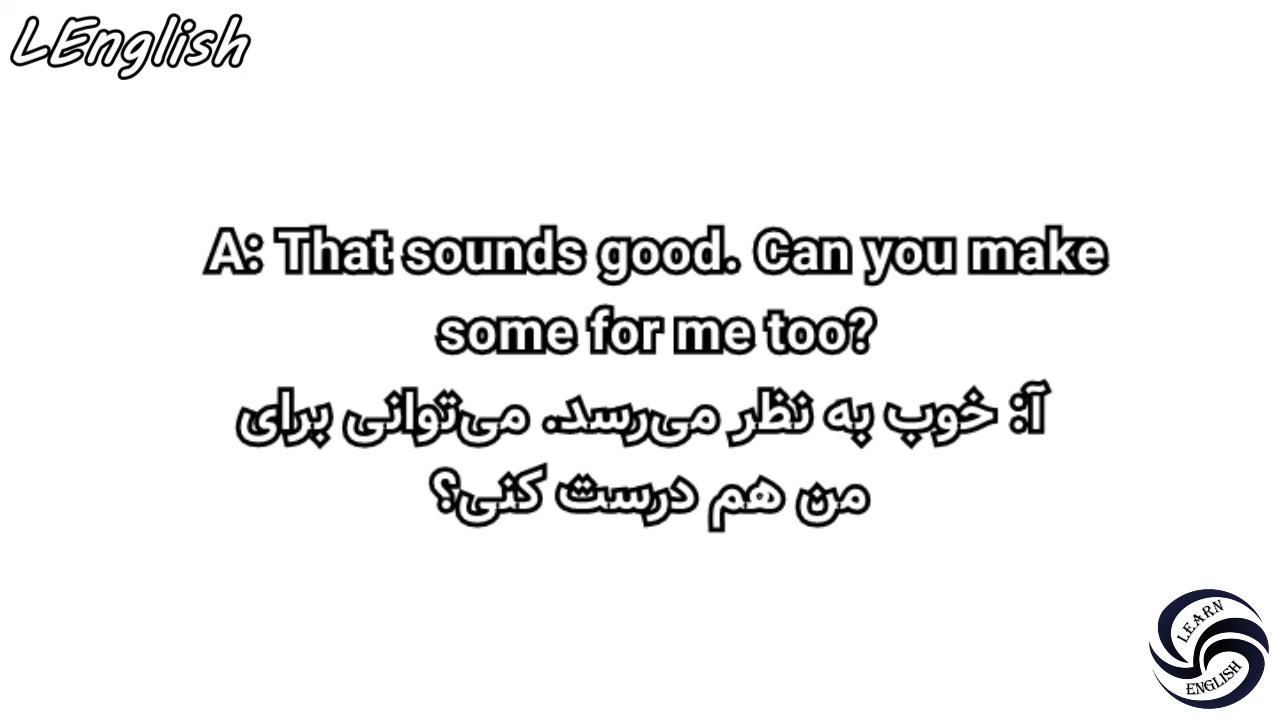 LEnglish
A: That sounds good. Can you make
some for me too?
آ: خوب به نظر می‌رسد. می‌توانی برای
من هم درست کنی؟
LEARN
ENGLISH